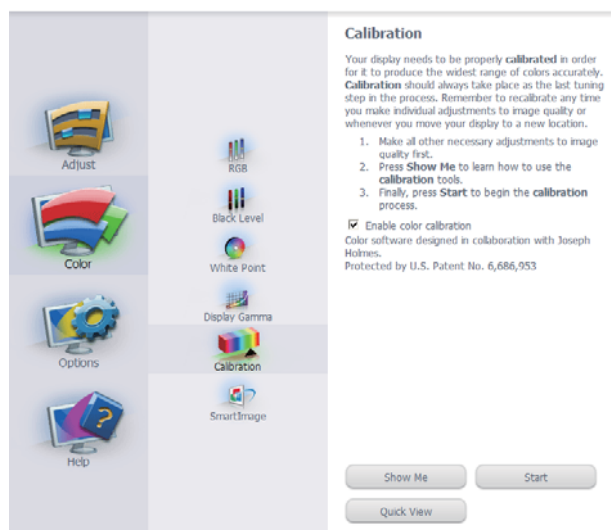 Adjust
Color
Options
Help
RGB
Black Level
White Point
Display Gamma
Calibration
SmartImage
Calibration
Your display needs to be properly calibrated in order
for it to produce the widest range of colors accurately.
Calibration should always take place as the last tuning
step in the process. Remember to recalibrate any time
you make individual adjustments to image quality or
whenever you move your display to a new location.
1. Make all other necessary adjustments to image
quality first.
2. Press Show Me to learn how to use the
calibration tools.
3. Finally, press Start to begin the calibration
process.
Enable color calibration
Color software designed in collaboration with Joseph
Holmes.
Protected by U.S. Patent No. 6,686,953
Show Me
Start
Quick View